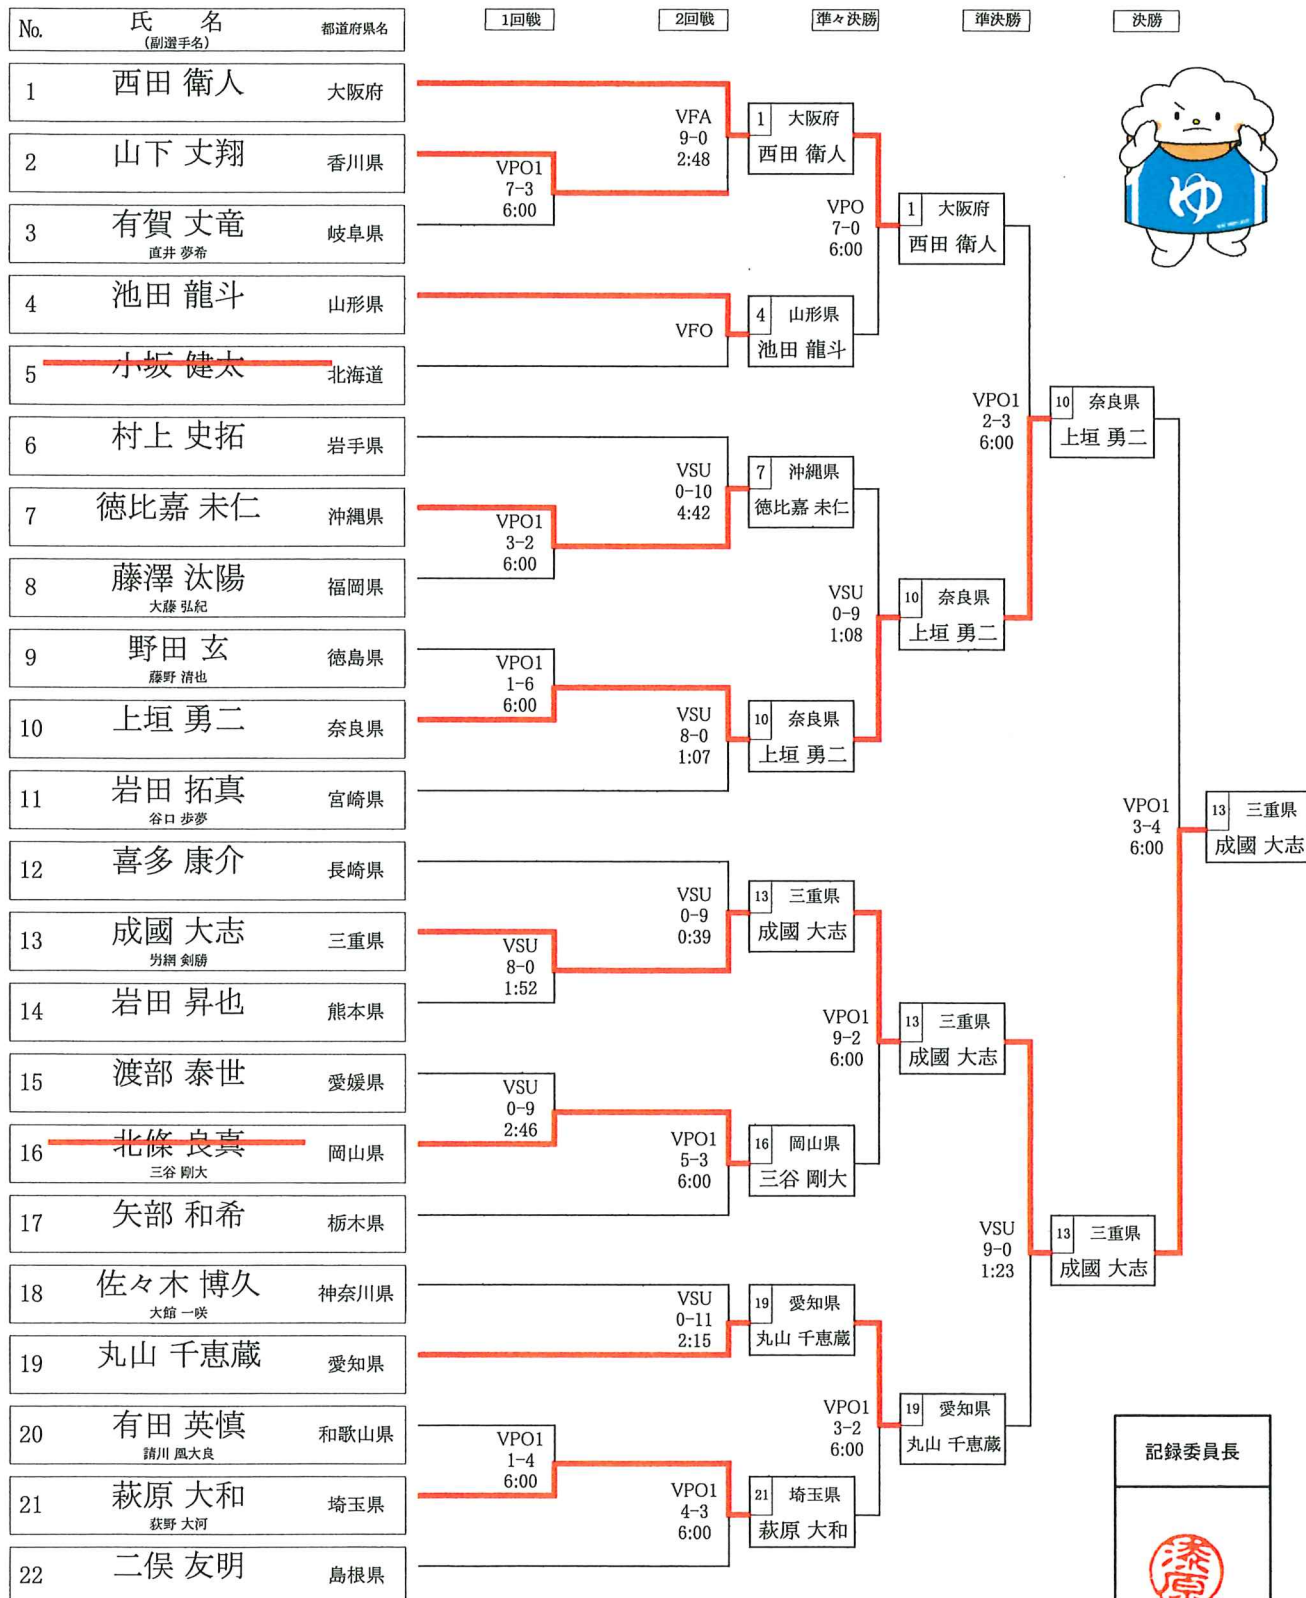 No. 氏 名 都道府県名 1回戦 2回戦 準々決勝 準決勝 決勝
(副選手名)
1 西田 衛人 大阪府
2 山下 丈翔 香川県
3 有賀 丈竜 岐阜県
直井 夢希
4 池田 龍斗 山形県
5 小坂 健太 北海道
6 村上 史拓 岩手県
7 徳比嘉 未仁 沖縄県
8 藤澤 汰陽 福岡県
大藤 弘紀
9 野田 玄 徳島県
藤野 清也
10 上垣 勇二 奈良県
11 岩田 拓真 宮崎県
谷口 歩夢
12 喜多 康介 長崎県
13 成國 大志 三重県
剣勝
14 岩田 昇也 熊本県
15 渡部 泰世 愛媛県
16 北條 良真 岡山県
三谷 剛大
17 矢部 和希 栃木県
18 佐々木 博久 神奈川県
大館 一咲
19 丸山 千恵蔵 愛知県
20 有田 英慎 和歌山県
請川 凰大良
21 萩原 大和 埼玉県
荻野 大河
22 二俣 友明 島根県
VPO1
7-3
6:00
VPO1
3-2
6:00
VPO1
1-6
6:00
VSU
8-0
1:52
VSU
0-9
2:46
VPO1
1-4
6:00
VFA
9-0
2:48
VFO
VSU
0-10
4:42
VSU
8-0
1:07
VSU
0-9
0:39
VPO1
5-3
6:00
VSU
0-11
2:15
VPO1
4-3
6:00
1 大阪府
西田 衛人
4 山形県
池田 龍斗
7 沖縄県
徳比嘉 未仁
10 奈良県
上垣 勇二
13 三重県
成國 大志
16 岡山県
三谷 剛大
19 愛知県
丸山 千恵蔵
21 埼玉県
萩原 大和
VPO
7-0
6:00
VSU
0-9
1:08
VPO1
9-2
6:00
VPO1
3-2
6:00
1 大阪府
西田 衛人
10 奈良県
上垣 勇二
13 三重県
成國 大志
19 愛知県
丸山 千恵蔵
VPO1
2-3
6:00
VSU
9-0
1:23
10 奈良県
上垣 勇二
13 三重県
成國 大志
VPO1
3-4
6:00
13 三重県
成國 大志
ゆ
記録委員長
漆原